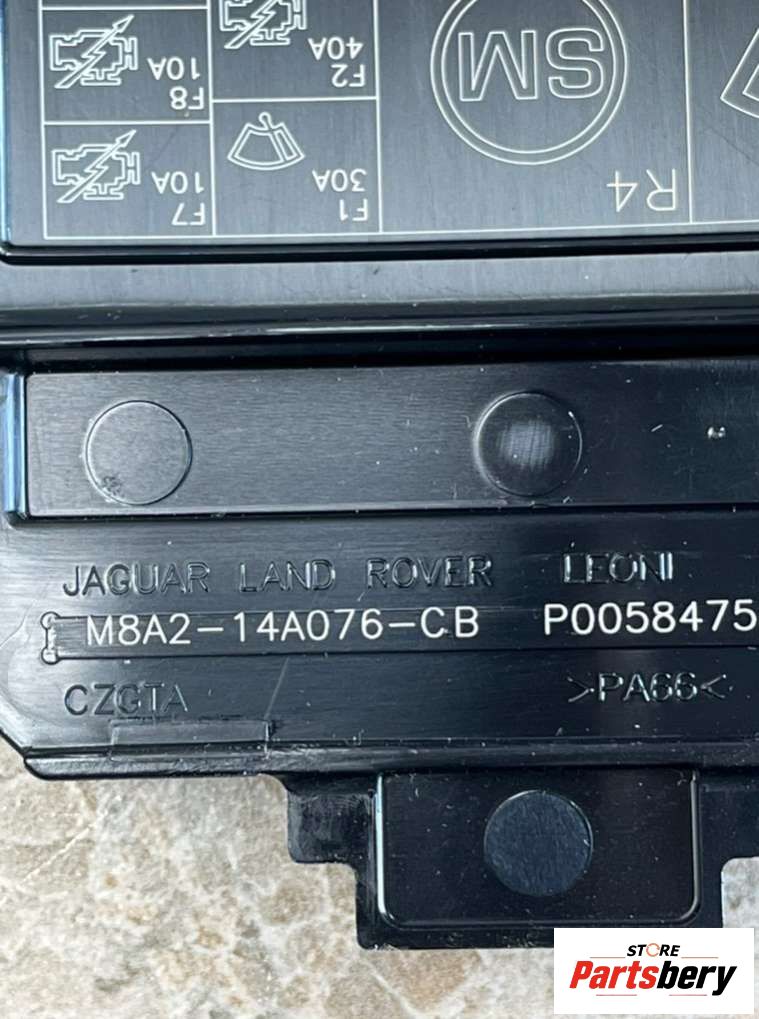 F8
10A
F2
40A
F7
10A
F1
30A
SM
R4
JAGUAR LAND ROVER LEONI
M8A2-14A076-CB P0058475
CZGTA >PA66<
STORE
Partsbery